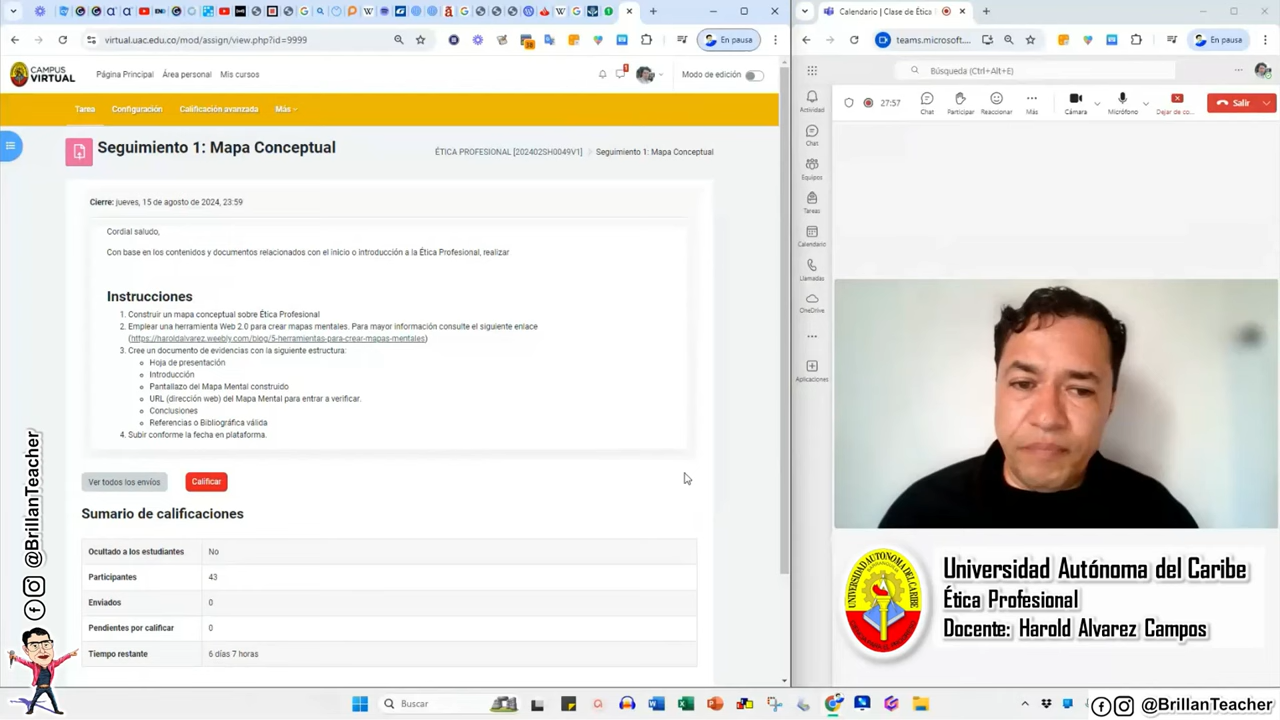 virtual.uac.edu.co/mod/assign/view.php?id=9999
En pausa
Calendario | Clase de Ética
teams.microsoft....
En pausa
CAMPUS
VIRTUAL
Página Principal
Área personal
Mis cursos
Modo de edición
Búsqueda (Ctrl+Alt+E)
Tarea
Configuración
Calificación avanzada
Más
27:57
Chat
Participar
Reaccionar
Más
Cámara
Micrófono
Dejar de co...
Salir
Actividad
Chat
Equipos
Tareas
Calendario
Llamadas
OneDrive
Aplicaciones
Seguimiento 1: Mapa Conceptual
ÉTICA PROFESIONAL [202402SH0049V1]
Seguimiento 1: Mapa Conceptual
Cierre: jueves, 15 de agosto de 2024, 23:59
Cordial saludo,
Con base en los contenidos y documentos relacionados con el inicio o introducción a la Ética Profesional, realizar
Instrucciones
1. Construir un mapa conceptual sobre Ética Profesional
2. Emplear una herramienta Web 2.0 para crear mapas mentales. Para mayor información consulte el siguiente enlace
(https://haroldalvarez.weebly.com/blog/5-herramientas-para-crear-mapas-mentales)
3. Cree un documento de evidencias con la siguiente estructura:
Hoja de presentación
Introducción
Pantallazo del Mapa Mental construido
URL (dirección web) del Mapa Mental para entrar a verificar.
Conclusiones
Referencias o Bibliográfica válida
4. Subir conforme la fecha en plataforma.
Ver todos los envíos
Calificar
Sumario de calificaciones
Ocultado a los estudiantes No
Participantes 43
Enviados 0
Pendientes por calificar 0
Tiempo restante 6 días 7 horas
@BrillanTeacher
UNIVERSIDAD AUTONOMA DEL CARIBE
BARRANQUILLA
Universidad Autónoma del Caribe
Ética Profesional
Docente: Harold Alvarez Campos
Buscar
@BrillanTeacher